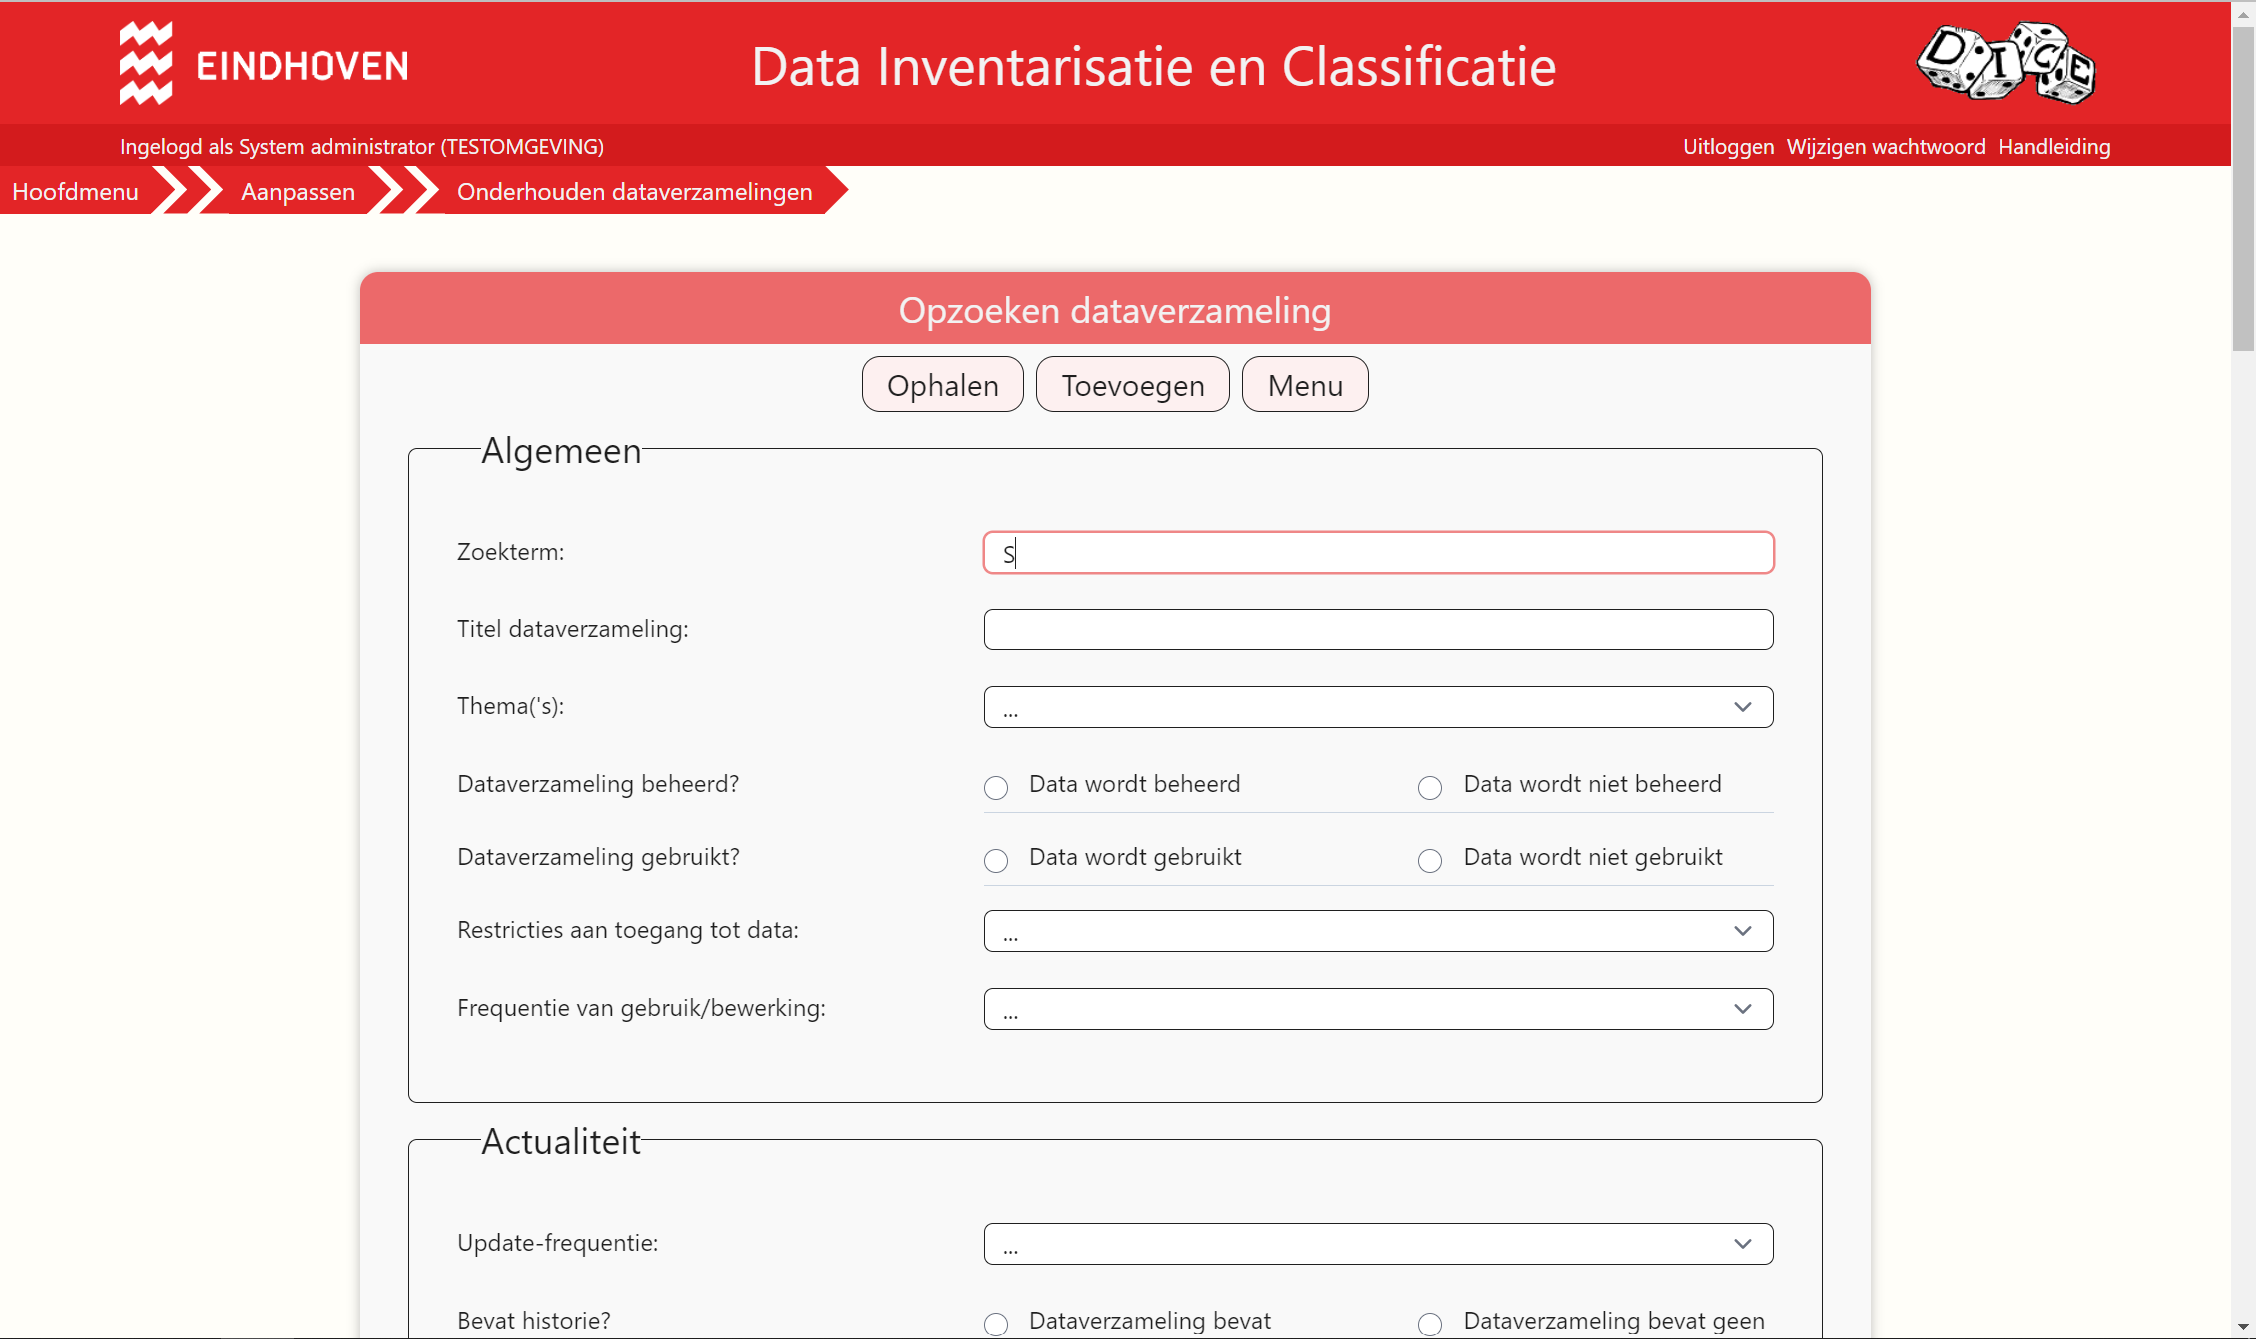 EINDHOVEN
Data Inventarisatie en Classificatie
DICE
Ingelogd als System administrator (TESTOMGEVING)
Uitloggen Wijzigen wachtwoord Handleiding
Hoofdmenu Aanpassen Onderhouden dataverzamelingen
Opzoeken dataverzameling
Ophalen Toevoegen Menu
Algemeen
Zoekterm: S
Titel dataverzameling:
Thema('s): ...
Dataverzameling beheerd? Data wordt beheerd Data wordt niet beheerd
Dataverzameling gebruikt? Data wordt gebruikt Data wordt niet gebruikt
Restricties aan toegang tot data: ...
Frequentie van gebruik/bewerking: ...
Actualiteit
Update-frequentie: ...
Bevat historie? Dataverzameling bevat Dataverzameling bevat geen